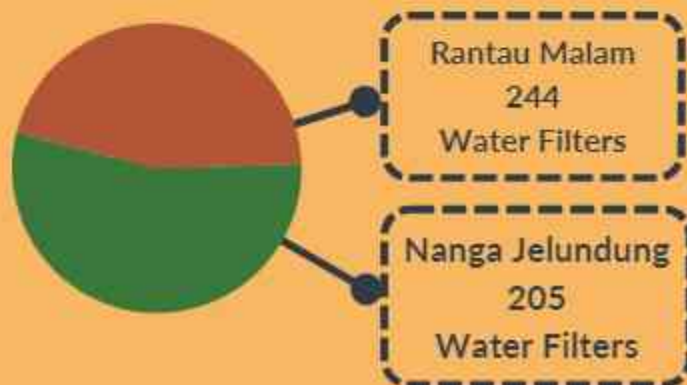 Rantau Malam
244
Water Filters
Nanga Jelundung
205
Water Filters